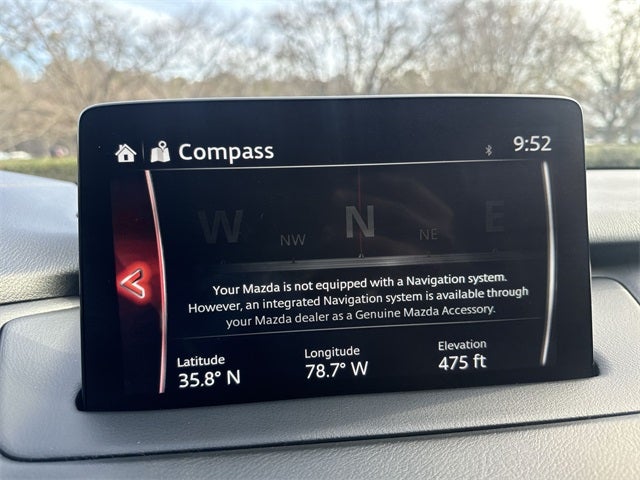 Compass
9:52
W NW N NE E
Your Mazda is not equipped with a Navigation system.
However, an integrated Navigation system is available through
your Mazda dealer as a Genuine Mazda Accessory.
Latitude Longitude Elevation
35.8° N 78.7° W 475 ft